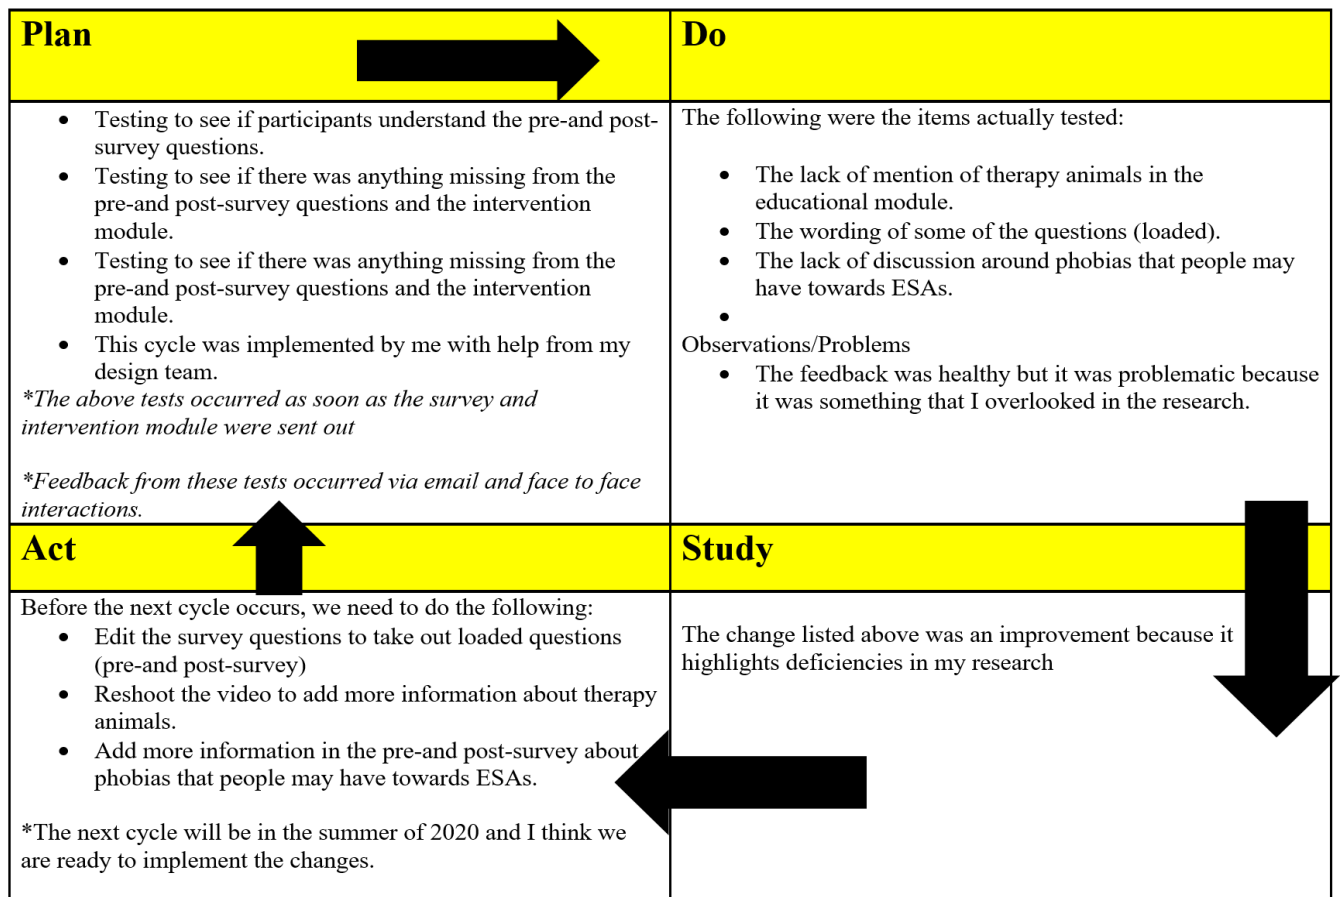 Plan
• Testing to see if participants understand the pre-and post-
survey questions.
• Testing to see if there was anything missing from the
pre-and post-survey questions and the intervention
module.
• Testing to see if there was anything missing from the
pre-and post-survey questions and the intervention
module.
• This cycle was implemented by me with help from my
design team.
*The above tests occurred as soon as the survey and
intervention module were sent out
*Feedback from these tests occurred via email and face to face
interactions.
Do
The following were the items actually tested:
• The lack of mention of therapy animals in the
educational module.
• The wording of some of the questions (loaded).
• The lack of discussion around phobias that people may
have towards ESAs.
•
Observations/Problems
• The feedback was healthy but it was problematic because
it was something that I overlooked in the research.
Act
Before the next cycle occurs, we need to do the following:
• Edit the survey questions to take out loaded questions
(pre-and post-survey)
• Reshoot the video to add more information about therapy
animals.
• Add more information in the pre-and post-survey about
phobias that people may have towards ESAs.
*The next cycle will be in the summer of 2020 and I think we
are ready to implement the changes.
Study
The change listed above was an improvement because it
highlights deficiencies in my research